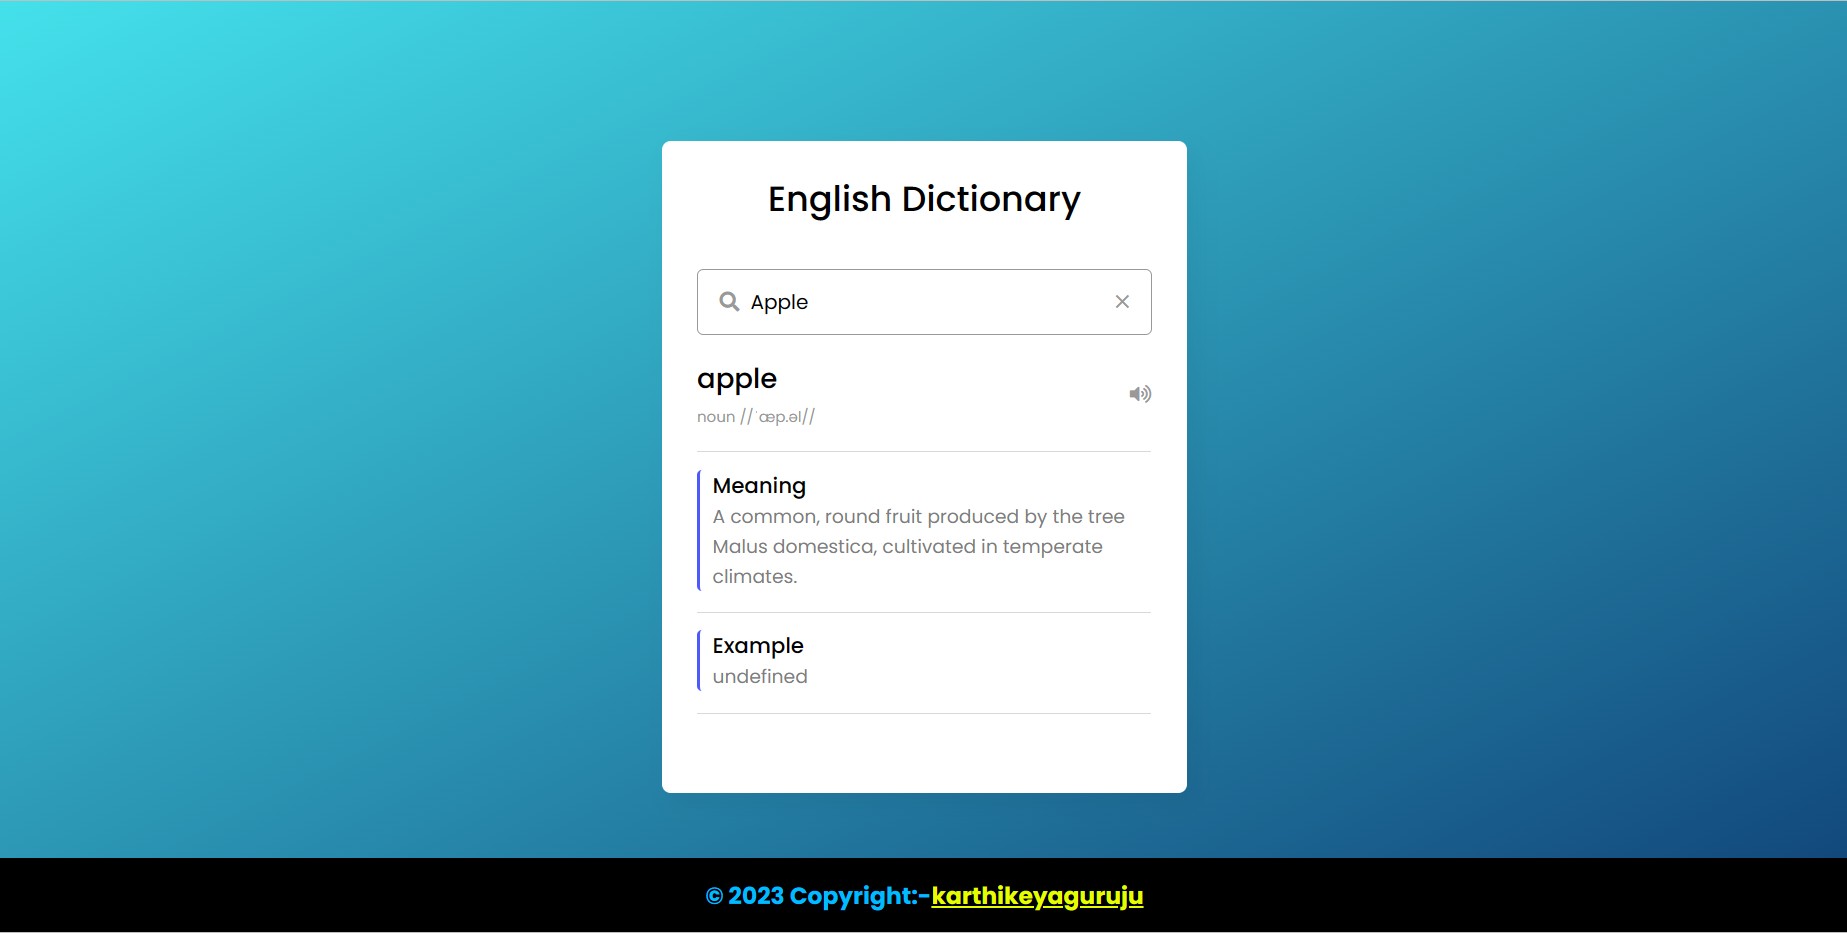 English Dictionary
Apple
apple
noun //ˈæp.əl//
Meaning
A common, round fruit produced by the tree
Malus domestica, cultivated in temperate
climates.
Example
undefined
© 2023 Copyright:-karthikeyaguruju